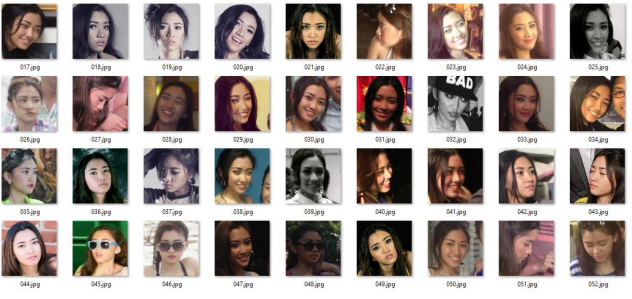 017.jpg 018.jpg 019.jpg 020.jpg 021.jpg 022.jpg 023.jpg 024.jpg 025.jpg
BAD
026.jpg 027.jpg 028.jpg 029.jpg 030.jpg 031.jpg 032.jpg 033.jpg 034.jpg
035.jpg 036.jpg 037.jpg 038.jpg 039.jpg 040.jpg 041.jpg 042.jpg 043.jpg
044.jpg 045.jpg 046.jpg 047.jpg 048.jpg 049.jpg 050.jpg 051.jpg 052.jpg